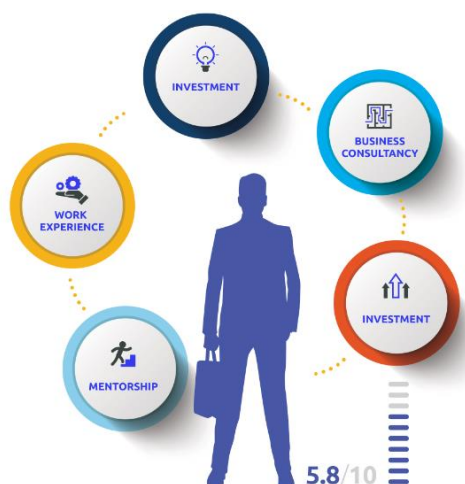 INVESTMENT
BUSINESS
CONSULTANCY
WORK
EXPERIENCE
INVESTMENT
MENTORSHIP
5.8/10